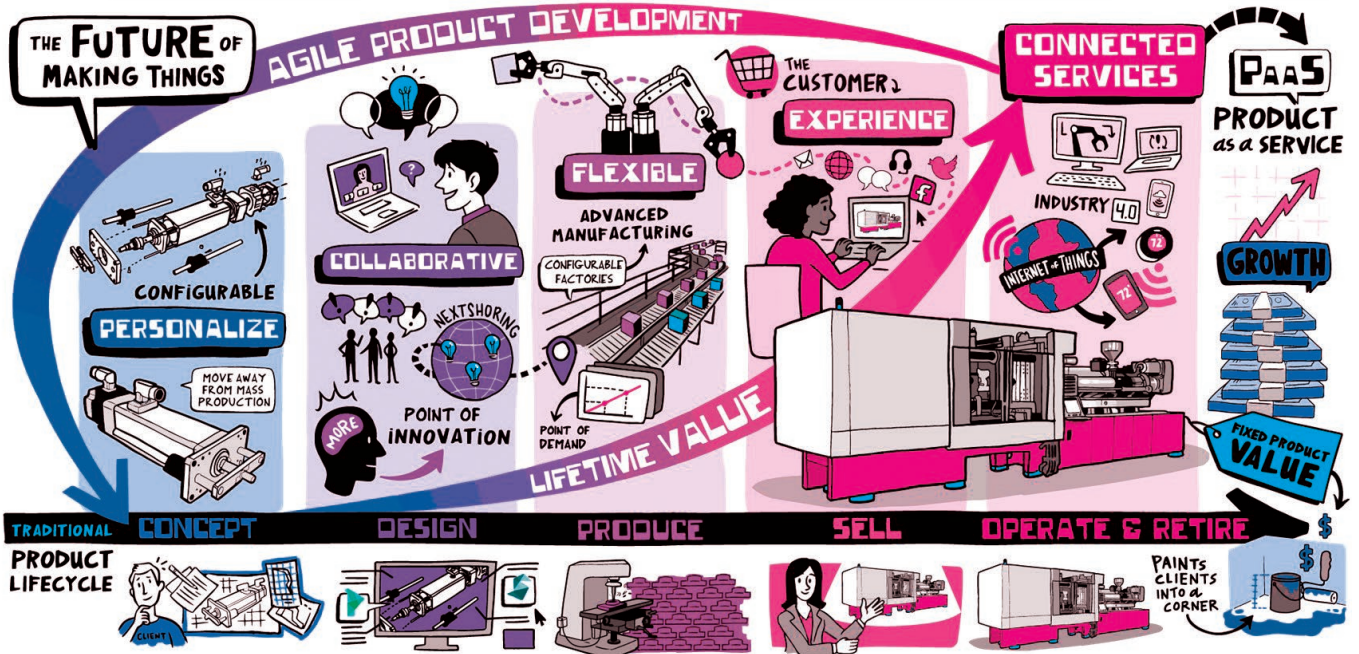 THE FUTURE OF
MAKING THINGS
AGILE PRODUCT DEVELOPMENT
CONFIGURABLE
PERSONALIZE
MOVE AWAY
FROM MASS
PRODUCTION
?
COLLABORATIVE
? ! ? !
NEXTSHORING
MORE
POINT OF
INNOVATION
FLEXIBLE
ADVANCED
MANUFACTURING
CONFIGURABLE
FACTORIES
POINT OF
DEMAND
LIFETIME VALUE
THE
CUSTOMER
EXPERIENCE
f
CONNECTED
SERVICES
INDUSTRY 4.0
INTERNET of THINGS
72
72°
PaaS
PRODUCT
as a SERVICE
GROWTH
FIXED PRODUCT
VALUE
$
$
TRADITIONAL
CONCEPT
DESIGN
PRODUCE
SELL
OPERATE & RETIRE
PRODUCT
LIFECYCLE
CLIENT
PAINTS
CLIENTS
INTO a
CORNER